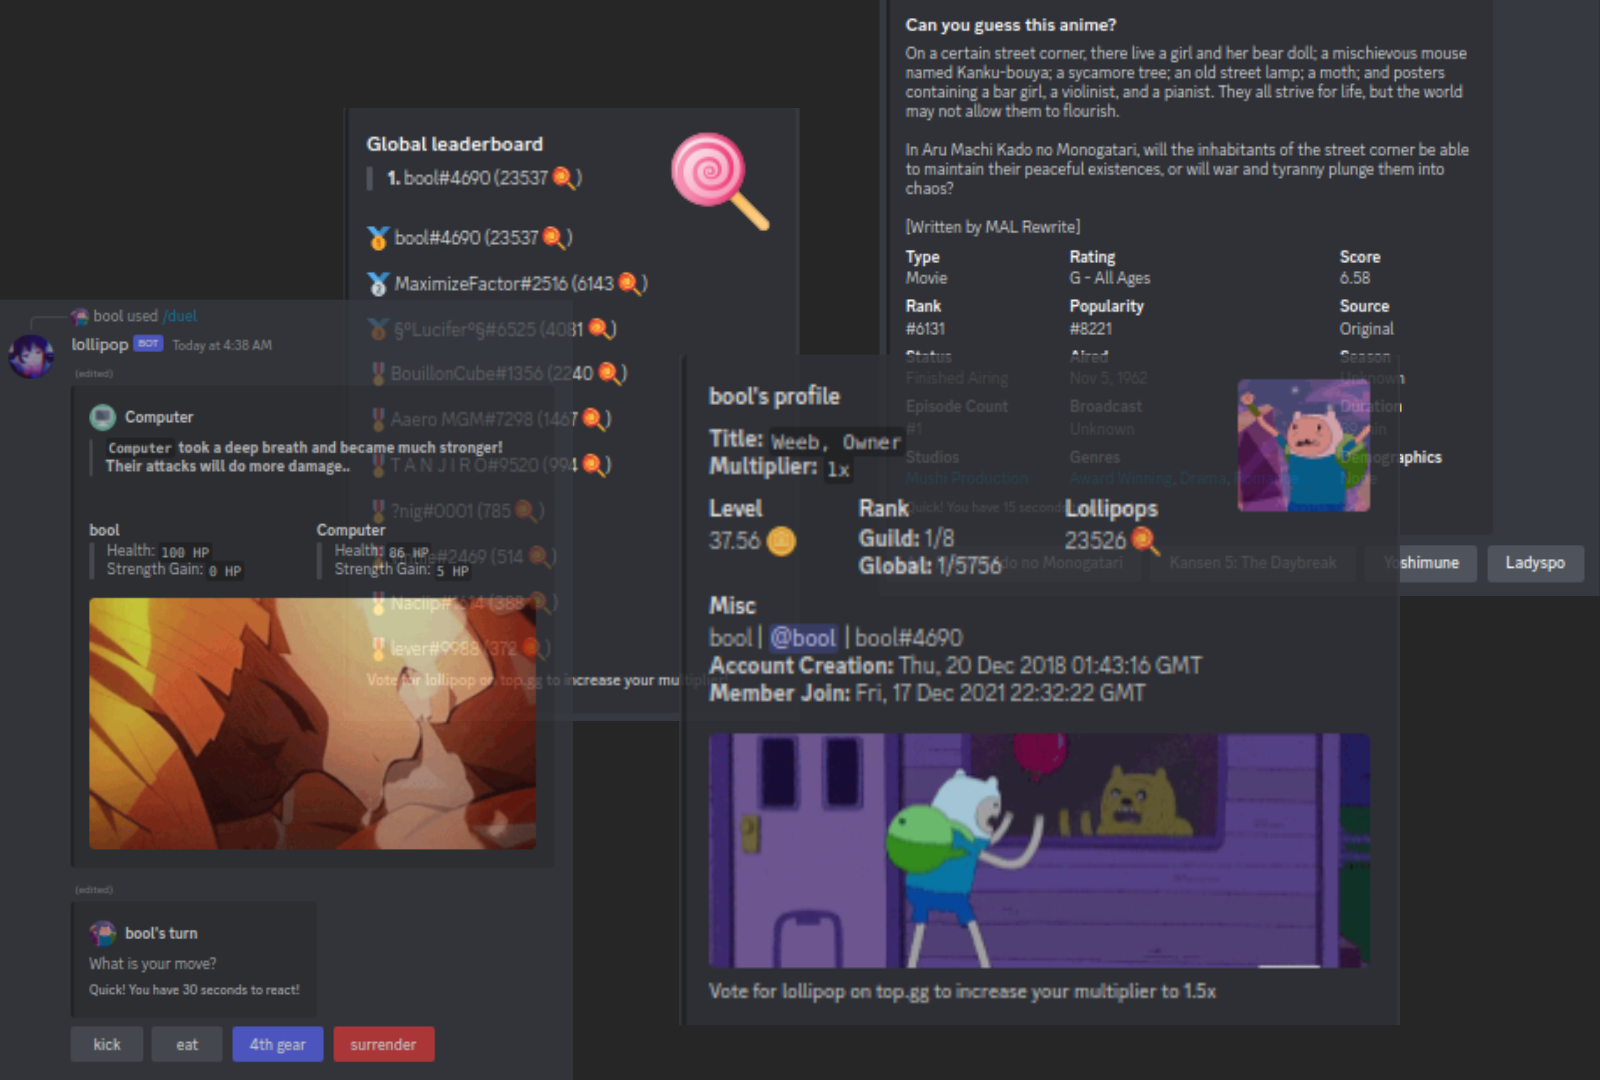 Can you guess this anime?
On a certain street corner, there live a girl and her bear doll; a mischievous mouse
named Kanku-bouya; a sycamore tree; an old street lamp; a moth; and posters
containing a bar girl, a violinist, and a pianist. They all strive for life, but the world
may not allow them to flourish.
In Aru Machi Kado no Monogatari, will the inhabitants of the street corner be able
to maintain their peaceful existences, or will war and tyranny plunge them into
chaos?
[Written by MAL Rewrite]
Type Rating Score
Movie G - All Ages 6.58
Rank Popularity Source
#6131 #8221 Original
Status Aired Season
Finished Airing Nov 5, 1962 Unknown
Episode Count Broadcast Duration
#1 Unknown min
Studios Genres Demographics
Mushi Production Award Winning, Drama, Romance None
Quick! You have 15 seconds
do no Monogatari Kansen 5: The Daybreak Yoshimune Ladyspo
Global leaderboard
1. bool#4690 (23537 )
bool#4690 (23537 )
MaximizeFactor#2516 (6143 )
§ºLuciferº§#6525 (4081 )
BouillonCube#1356 (2240 )
Aaero MGM#7298 (1467 )
T A N J I R O#9520 (994 )
?nig#0001 (785 )
#2469 (514 )
(388 )
lever#9988 (372 )
Vote for lollipop on top.gg to increase your multiplier
bool used /duel
lollipop BOT Today at 4:38 AM
(edited)
Computer
Computer took a deep breath and became much stronger!
Their attacks will do more damage..
bool Computer
Health: 100 HP Health: 86 HP
Strength Gain: 0 HP Strength Gain: 5 HP
(edited)
bool's turn
What is your move?
Quick! You have 30 seconds to react!
kick eat 4th gear surrender
bool's profile
Title: Weeb, Owner
Multiplier: 1x
Level Rank Lollipops
37.56 Guild: 1/8 23526
Global: 1/5756
Misc
bool | @bool | bool#4690
Account Creation: Thu, 20 Dec 2018 01:43:16 GMT
Member Join: Fri, 17 Dec 2021 22:32:22 GMT
Vote for lollipop on top.gg to increase your multiplier to 1.5x